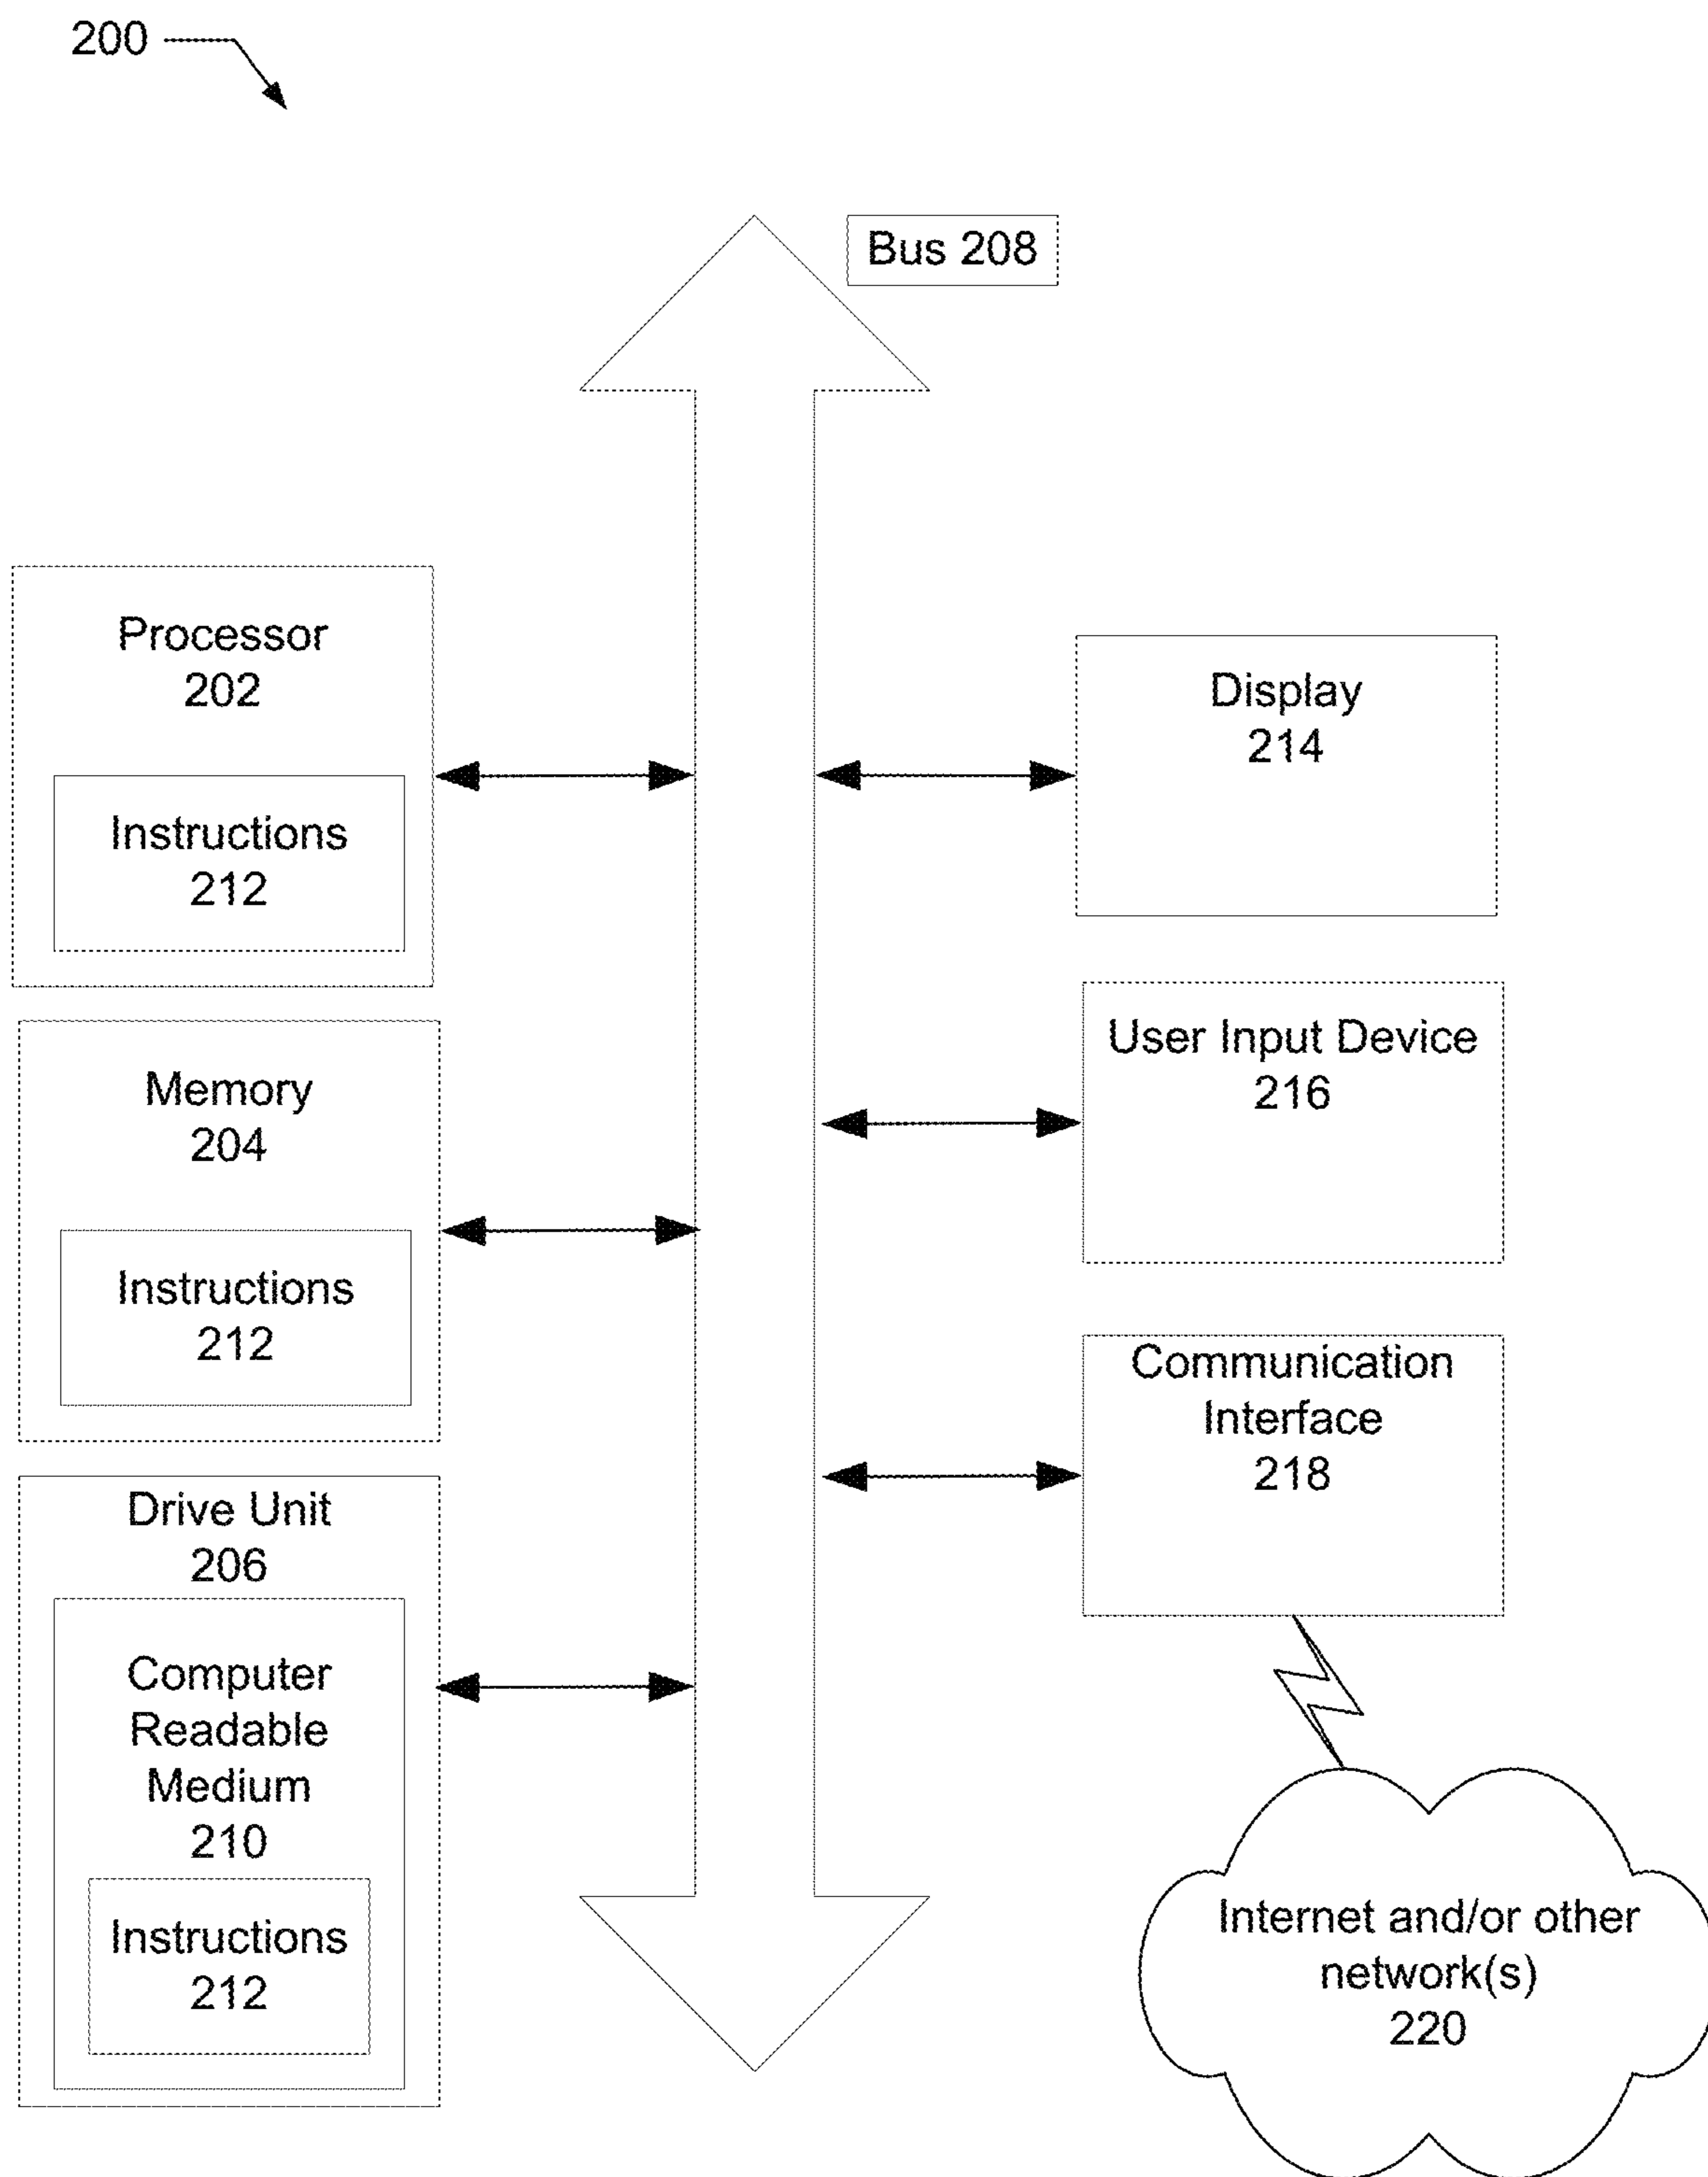 200
Bus 208
Processor
202
Instructions
212
Memory
204
Instructions
212
Drive Unit
206
Computer
Readable
Medium
210
Instructions
212
Display
214
User Input Device
216
Communication
Interface
218
Internet and/or other
network(s)
220